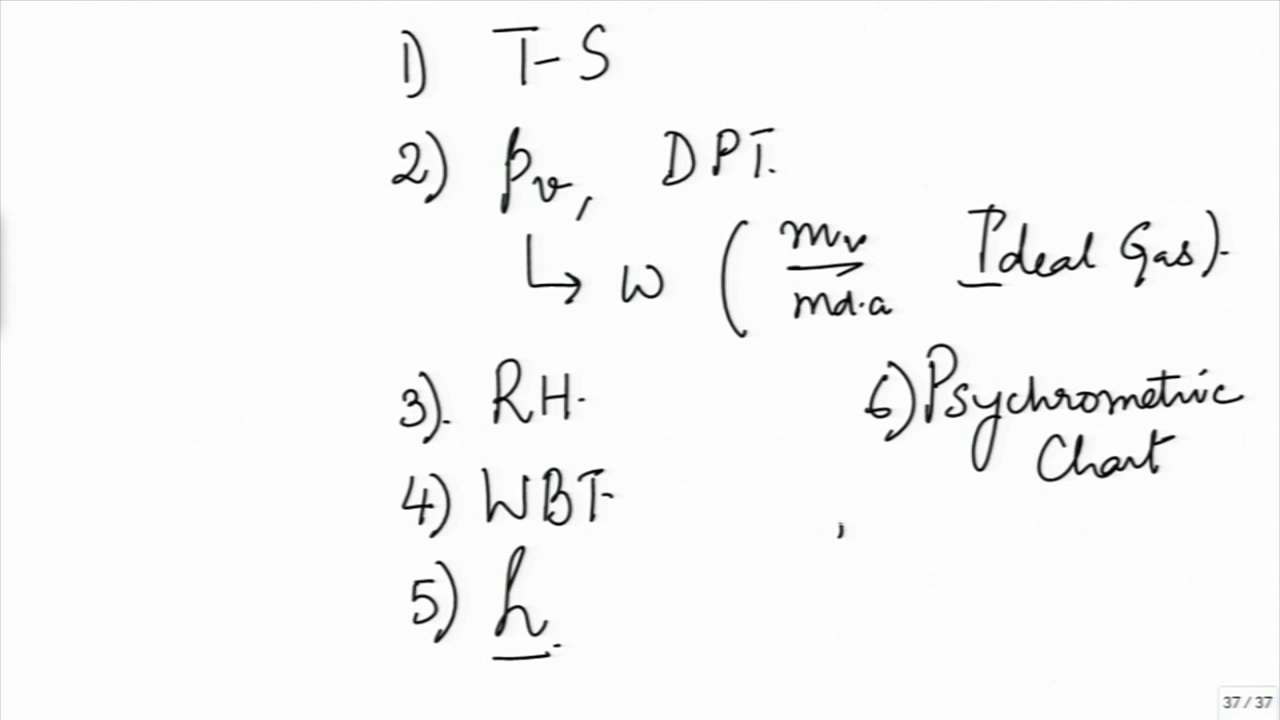 1) T-S
2) pv, DPT.
↳ w ( mv / md.a Ideal Gas).
3). RH.
4) WBT.
5) h.
6) Psychrometric
Chart
37 / 37